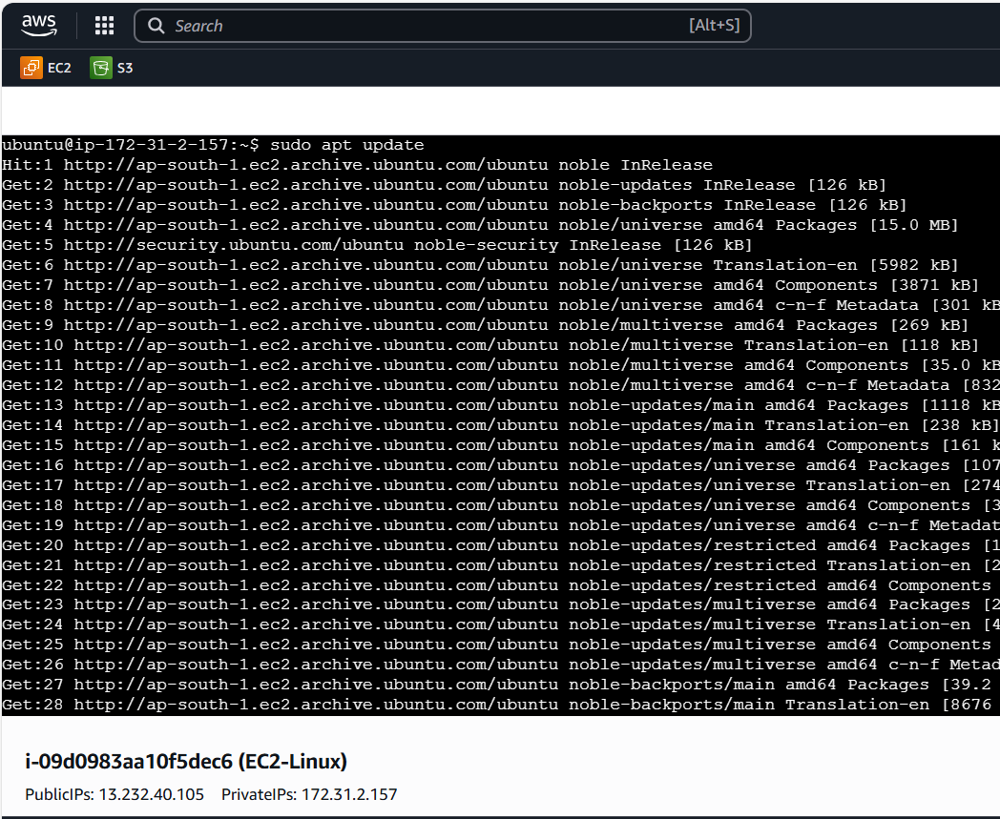 aws
Search [Alt+S]
EC2 S3
ubuntu@ip-172-31-2-157:~$ sudo apt update
Hit:1 http://ap-south-1.ec2.archive.ubuntu.com/ubuntu noble InRelease
Get:2 http://ap-south-1.ec2.archive.ubuntu.com/ubuntu noble-updates InRelease [126 kB]
Get:3 http://ap-south-1.ec2.archive.ubuntu.com/ubuntu noble-backports InRelease [126 kB]
Get:4 http://ap-south-1.ec2.archive.ubuntu.com/ubuntu noble/universe amd64 Packages [15.0 MB]
Get:5 http://security.ubuntu.com/ubuntu noble-security InRelease [126 kB]
Get:6 http://ap-south-1.ec2.archive.ubuntu.com/ubuntu noble/universe Translation-en [5982 kB]
Get:7 http://ap-south-1.ec2.archive.ubuntu.com/ubuntu noble/universe amd64 Components [3871 kB]
Get:8 http://ap-south-1.ec2.archive.ubuntu.com/ubuntu noble/universe amd64 c-n-f Metadata [301 kB
Get:9 http://ap-south-1.ec2.archive.ubuntu.com/ubuntu noble/multiverse amd64 Packages [269 kB]
Get:10 http://ap-south-1.ec2.archive.ubuntu.com/ubuntu noble/multiverse Translation-en [118 kB]
Get:11 http://ap-south-1.ec2.archive.ubuntu.com/ubuntu noble/multiverse amd64 Components [35.0 kB
Get:12 http://ap-south-1.ec2.archive.ubuntu.com/ubuntu noble/multiverse amd64 c-n-f Metadata [832
Get:13 http://ap-south-1.ec2.archive.ubuntu.com/ubuntu noble-updates/main amd64 Packages [1118 kB
Get:14 http://ap-south-1.ec2.archive.ubuntu.com/ubuntu noble-updates/main Translation-en [238 kB]
Get:15 http://ap-south-1.ec2.archive.ubuntu.com/ubuntu noble-updates/main amd64 Components [161 k
Get:16 http://ap-south-1.ec2.archive.ubuntu.com/ubuntu noble-updates/universe amd64 Packages [107
Get:17 http://ap-south-1.ec2.archive.ubuntu.com/ubuntu noble-updates/universe Translation-en [274
Get:18 http://ap-south-1.ec2.archive.ubuntu.com/ubuntu noble-updates/universe amd64 Components [3
Get:19 http://ap-south-1.ec2.archive.ubuntu.com/ubuntu noble-updates/universe amd64 c-n-f Metadat
Get:20 http://ap-south-1.ec2.archive.ubuntu.com/ubuntu noble-updates/restricted amd64 Packages [1
Get:21 http://ap-south-1.ec2.archive.ubuntu.com/ubuntu noble-updates/restricted Translation-en [2
Get:22 http://ap-south-1.ec2.archive.ubuntu.com/ubuntu noble-updates/restricted amd64 Components
Get:23 http://ap-south-1.ec2.archive.ubuntu.com/ubuntu noble-updates/multiverse amd64 Packages [2
Get:24 http://ap-south-1.ec2.archive.ubuntu.com/ubuntu noble-updates/multiverse Translation-en [4
Get:25 http://ap-south-1.ec2.archive.ubuntu.com/ubuntu noble-updates/multiverse amd64 Components
Get:26 http://ap-south-1.ec2.archive.ubuntu.com/ubuntu noble-updates/multiverse amd64 c-n-f Metad
Get:27 http://ap-south-1.ec2.archive.ubuntu.com/ubuntu noble-backports/main amd64 Packages [39.2
Get:28 http://ap-south-1.ec2.archive.ubuntu.com/ubuntu noble-backports/main Translation-en [8676
i-09d0983aa10f5dec6 (EC2-Linux)
PublicIPs: 13.232.40.105 PrivateIPs: 172.31.2.157